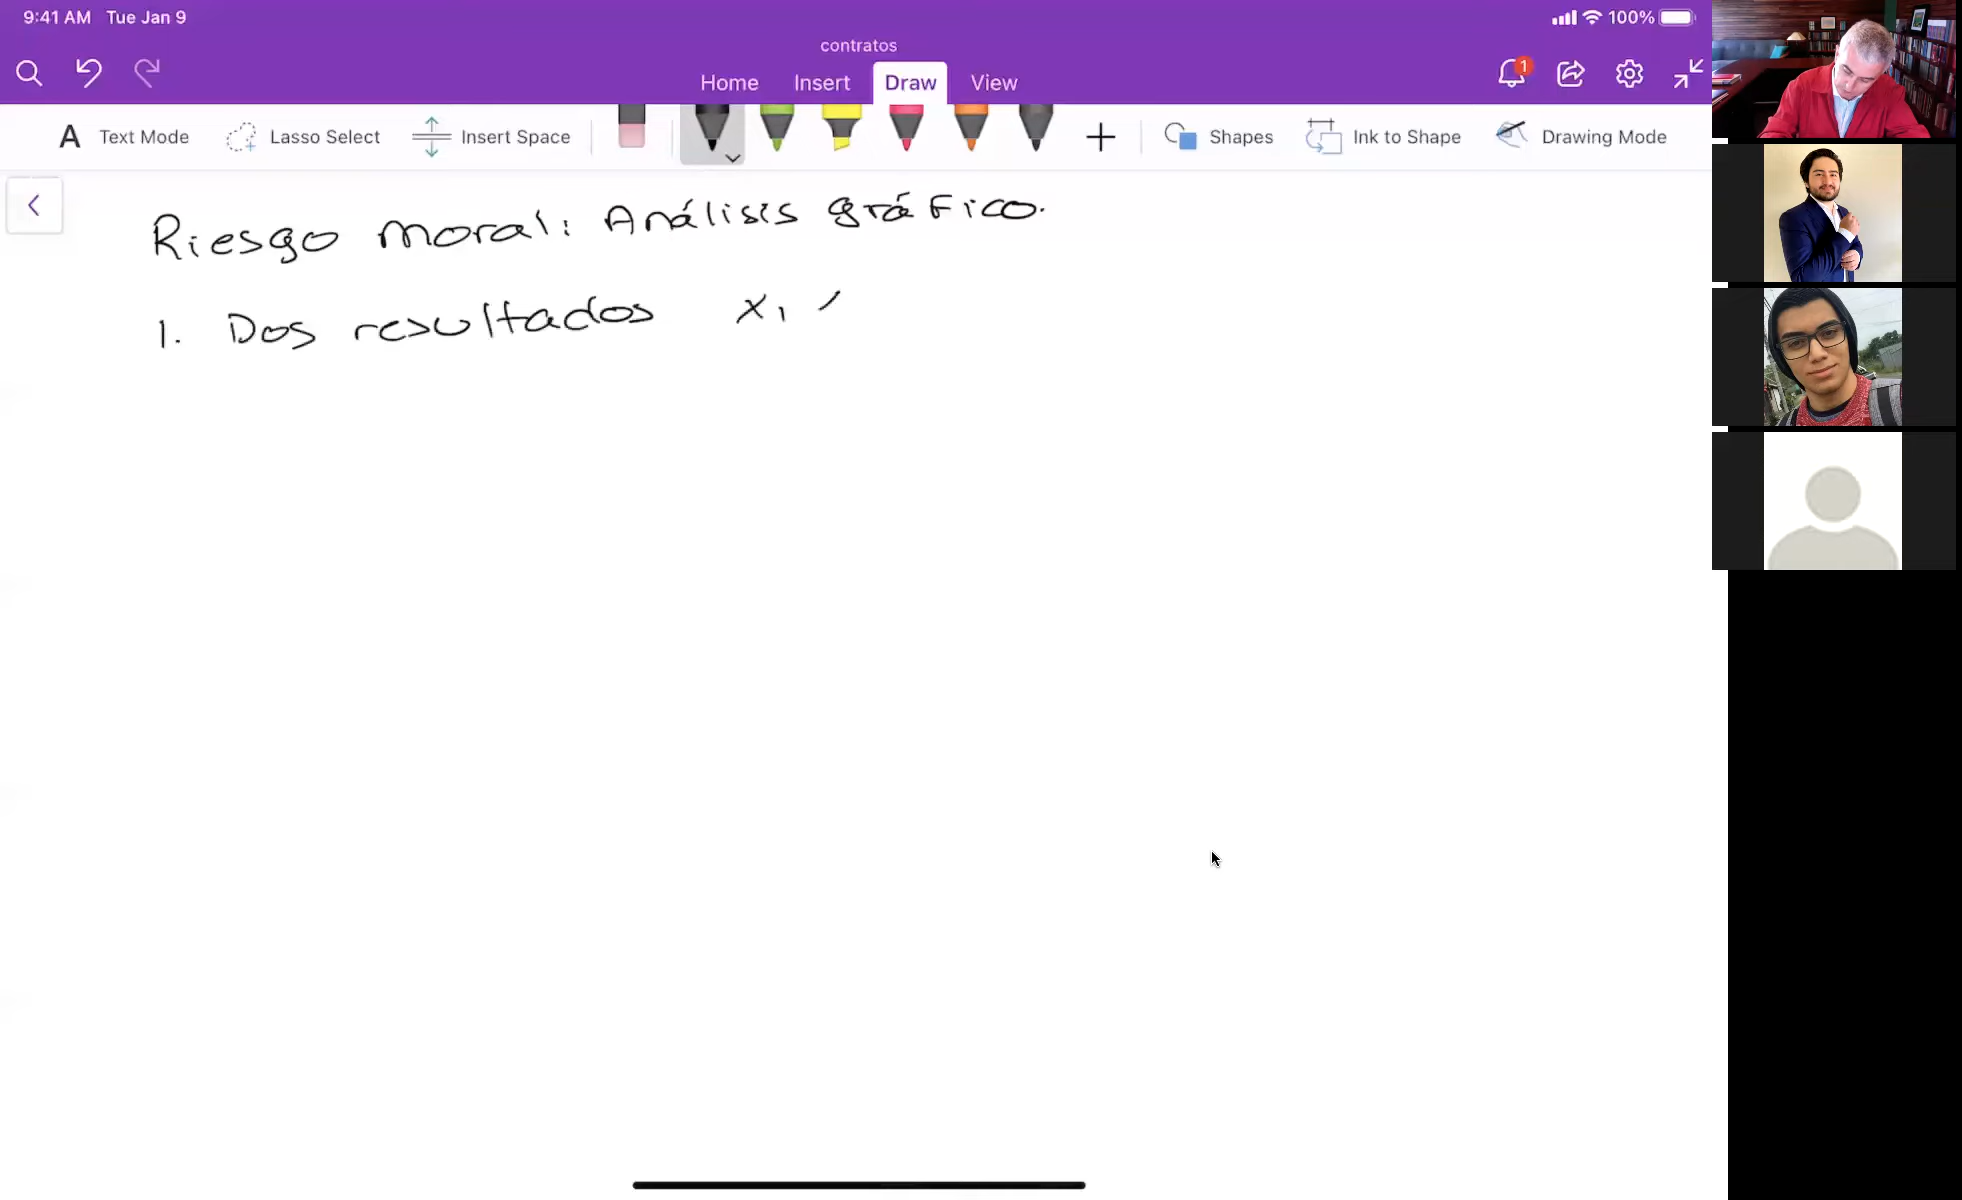 9:41 AM Tue Jan 9
100%
contratos
Home Insert Draw View
1
A Text Mode Lasso Select Insert Space Shapes Ink to Shape Drawing Mode
Riesgo moral: Análisis gráfico.
1. Dos resultados x₁